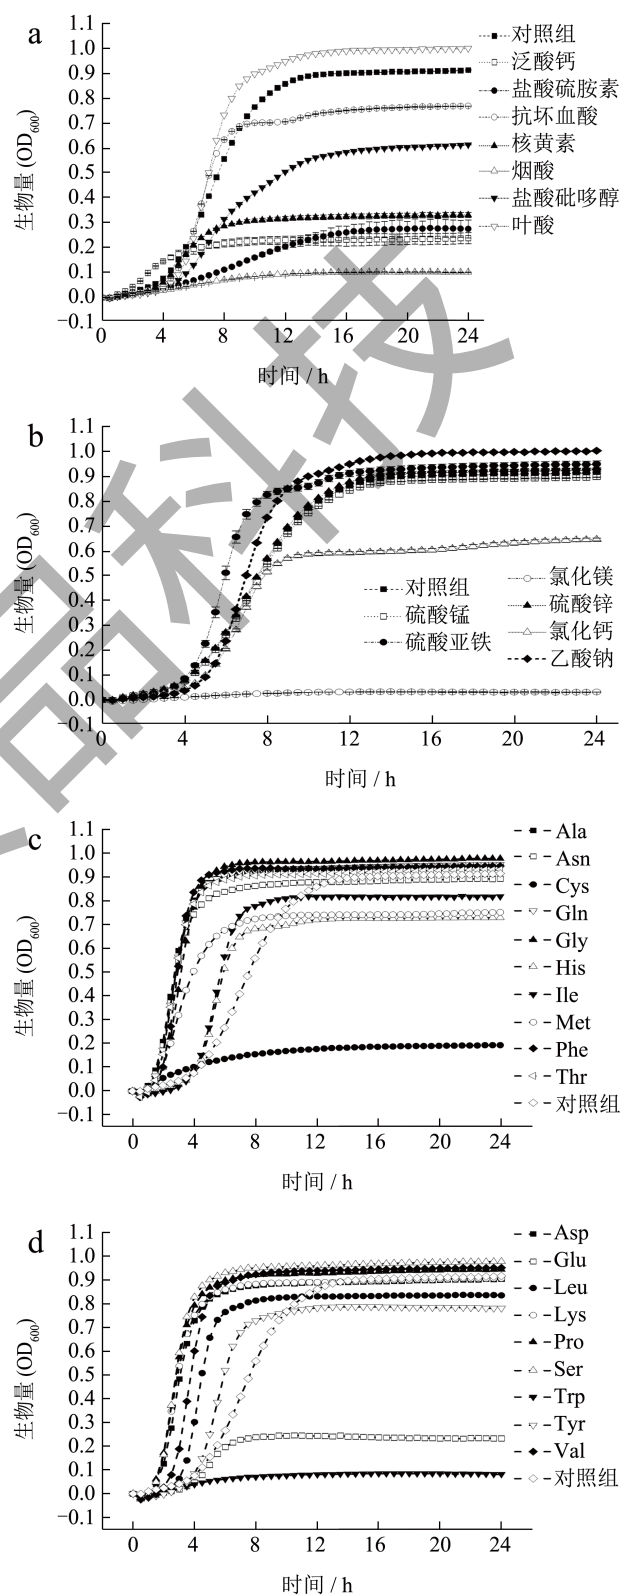 a
1.1
1.0
0.9
0.8
0.7
0.6
0.5
0.4
0.3
0.2
0.1
0.0
−0.1
生物量 (OD600)
对照组
泛酸钙
盐酸硫胺素
抗坏血酸
核黄素
烟酸
盐酸吡哆醇
叶酸
0 4 8 12 16 20 24
时间 / h
b
1.1
1.0
0.9
0.8
0.7
0.6
0.5
0.4
0.3
0.2
0.1
0.0
−0.1
生物量 (OD600)
对照组
硫酸锰
硫酸亚铁
氯化镁
硫酸锌
氯化钙
乙酸钠
0 4 8 12 16 20 24
时间 / h
c
1.1
1.0
0.9
0.8
0.7
0.6
0.5
0.4
0.3
0.2
0.1
0.0
−0.1
生物量 (OD600)
Ala
Asn
Cys
Gln
Gly
His
Ile
Met
Phe
Thr
对照组
0 4 8 12 16 20 24
时间 / h
d
1.1
1.0
0.9
0.8
0.7
0.6
0.5
0.4
0.3
0.2
0.1
0.0
−0.1
生物量 (OD600)
Asp
Glu
Leu
Lys
Pro
Ser
Trp
Tyr
Val
对照组
0 4 8 12 16 20 24
时间 / h
品科技